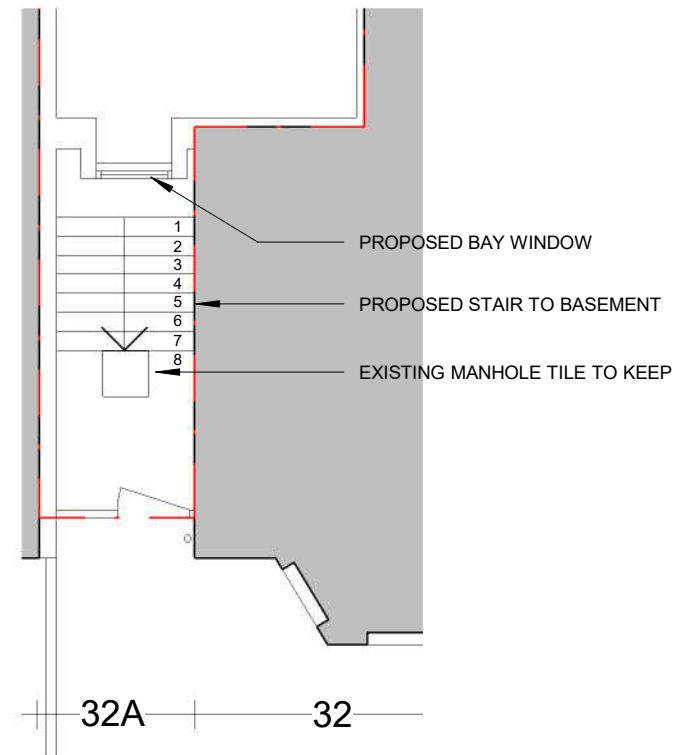 1
2
PROPOSED BAY WINDOW
3
4
5
PROPOSED STAIR TO BASEMENT
6
7
8
EXISTING MANHOLE TILE TO KEEP
32A
32